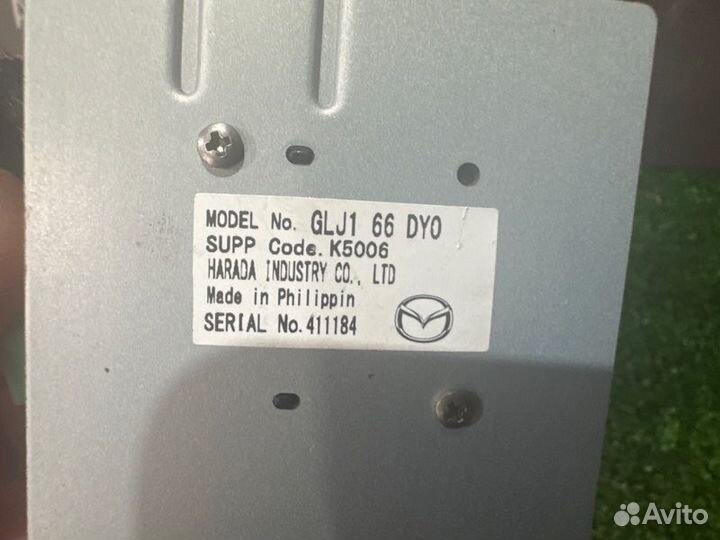 MODEL No. GLJ1 66 DY0
SUPP Code. K5006
HARADA INDUSTRY CO., LTD
Made in Philippin
SERIAL No. 411184
Avito